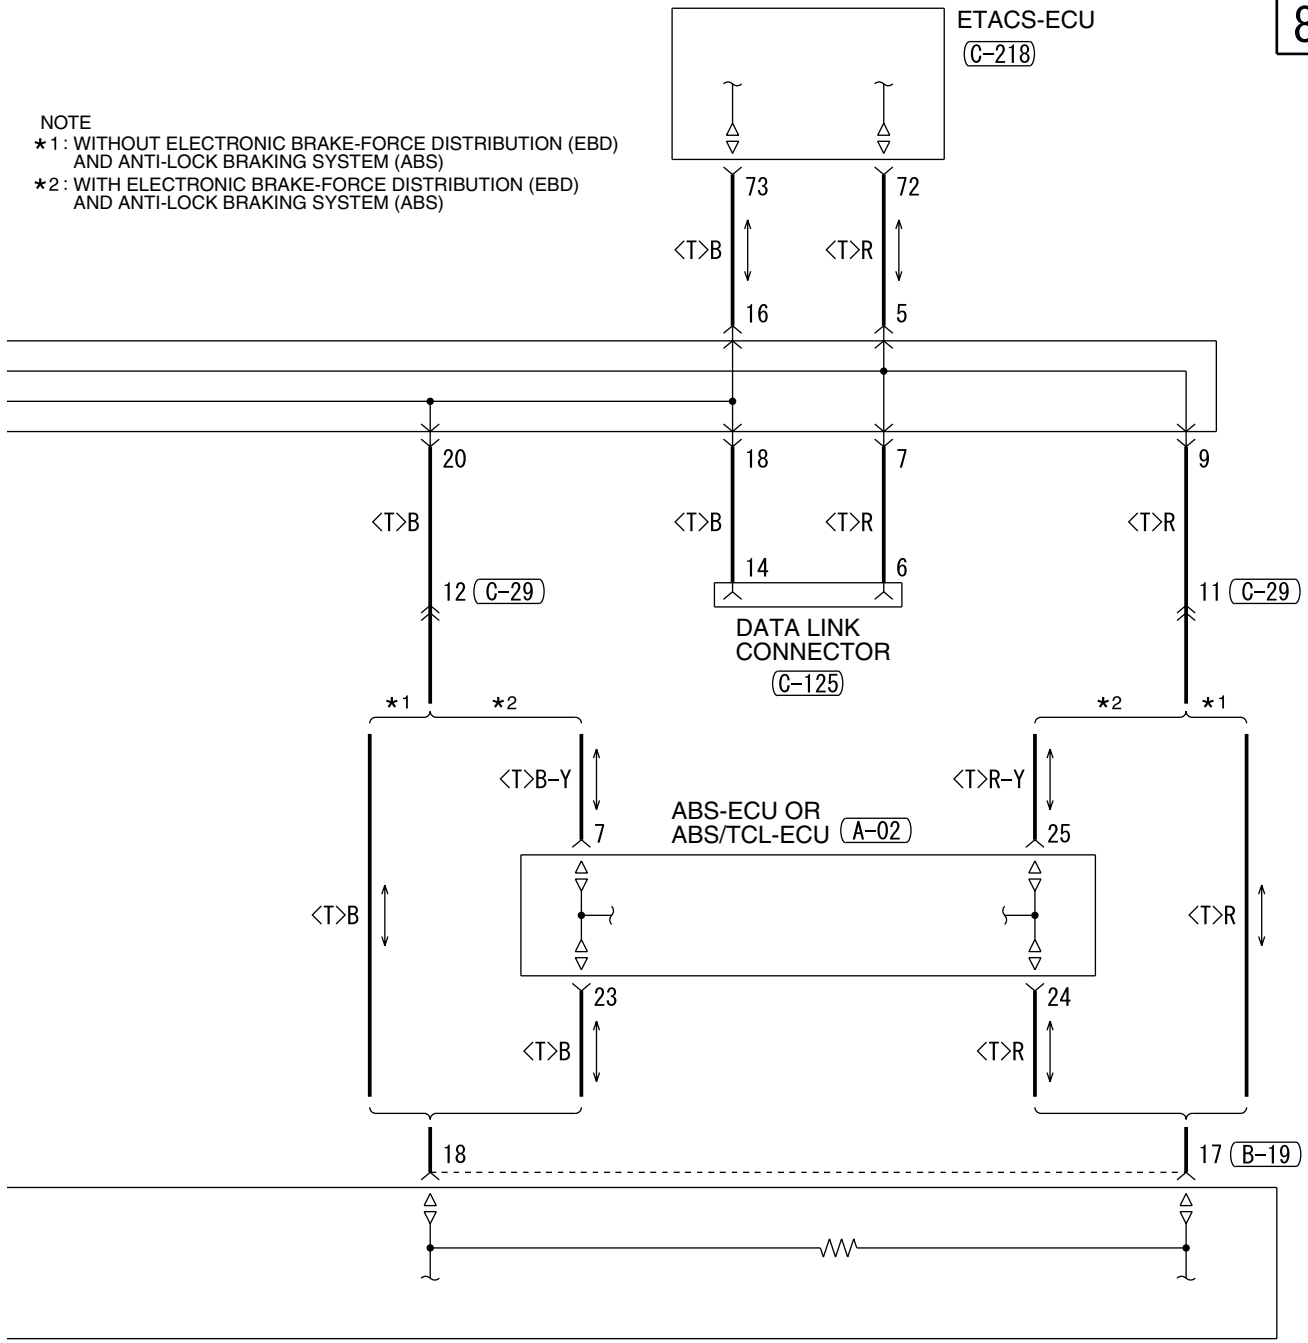 ETACS-ECU
C-218
8
NOTE
*1: WITHOUT ELECTRONIC BRAKE-FORCE DISTRIBUTION (EBD)
AND ANTI-LOCK BRAKING SYSTEM (ABS)
*2: WITH ELECTRONIC BRAKE-FORCE DISTRIBUTION (EBD)
AND ANTI-LOCK BRAKING SYSTEM (ABS)
73 72
<T>B <T>R
16 5
20 18 7 9
<T>B <T>B <T>R <T>R
14 6
12 C-29 11 C-29
DATA LINK
CONNECTOR
C-125
*1 *2 *2 *1
<T>B-Y <T>R-Y
ABS-ECU OR
ABS/TCL-ECU A-02
7 25
<T>B <T>R
23 24
<T>B <T>R
18 17 B-19